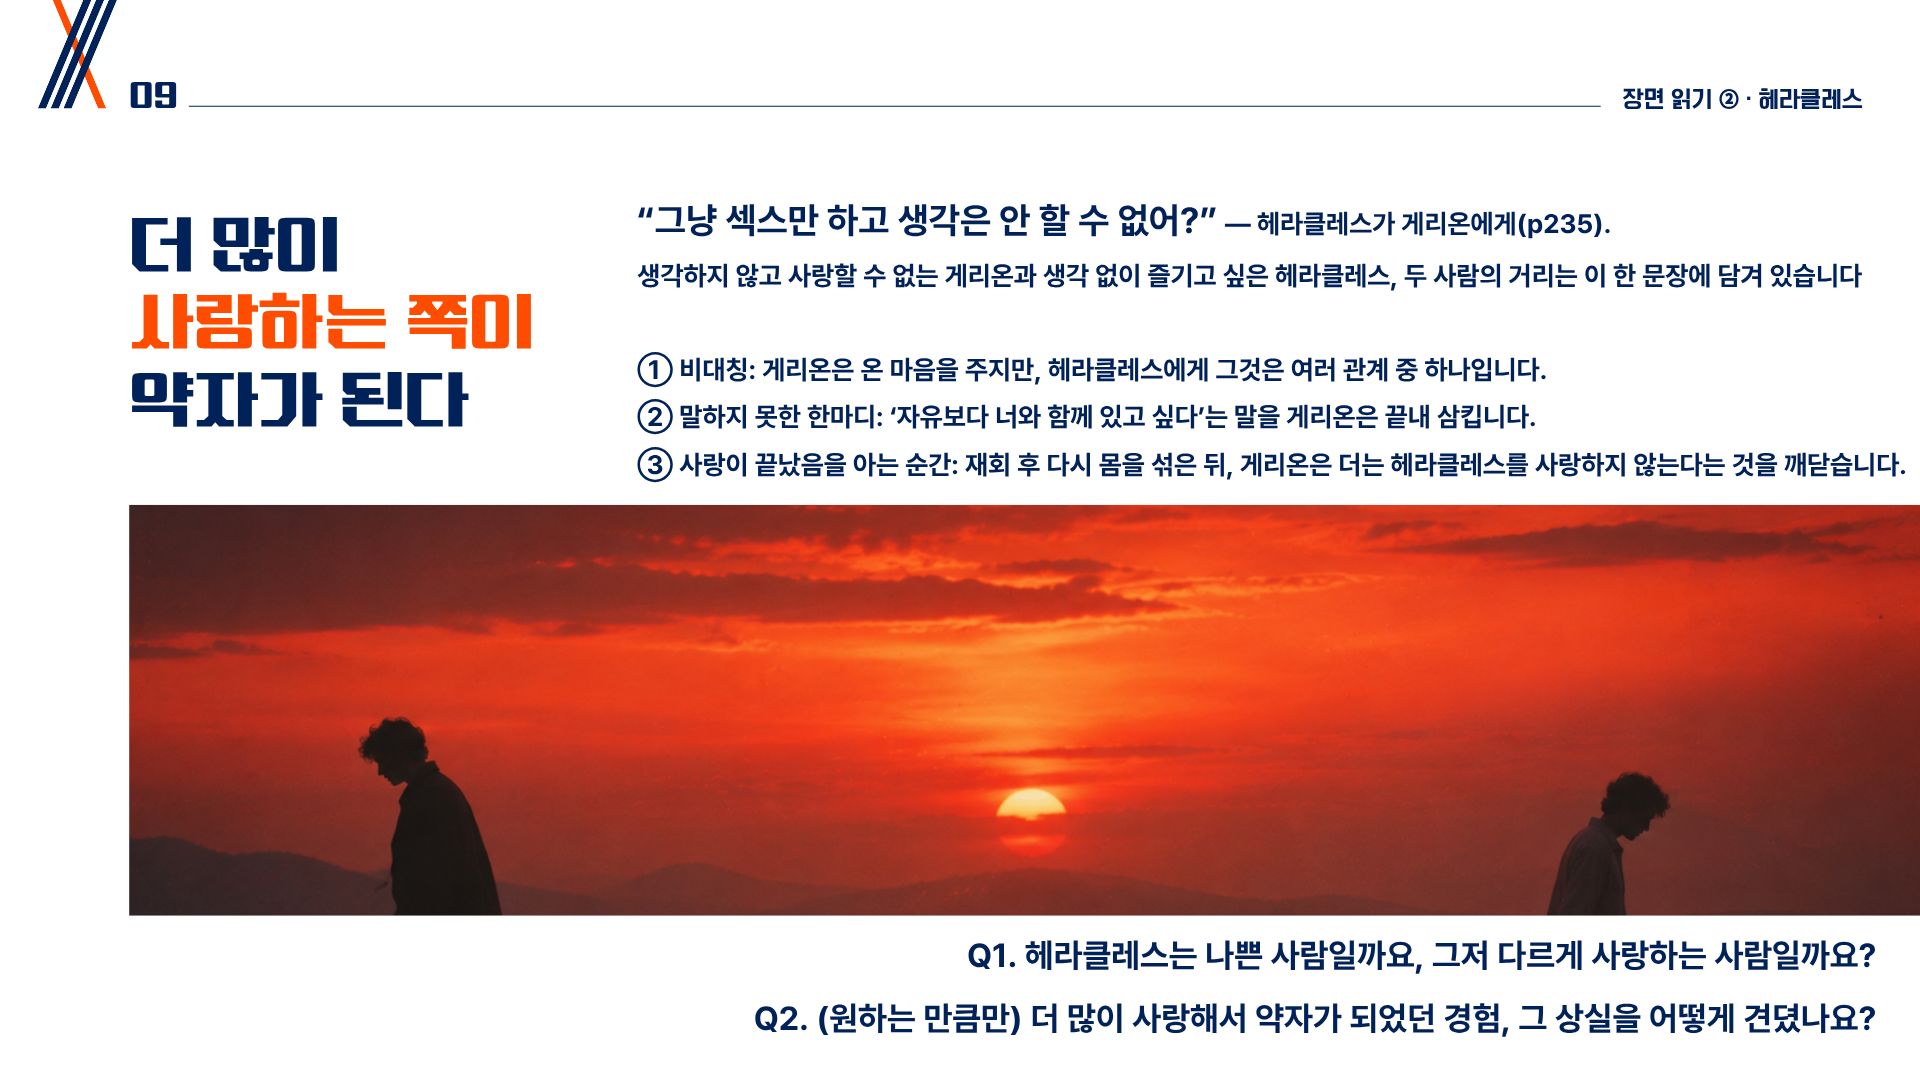 09
장면 읽기 ② · 헤라클레스
더 많이
사랑하는 쪽이
약자가 된다
“그냥 섹스만 하고 생각은 안 할 수 없어?” — 헤라클레스가 게리온에게(p235).
생각하지 않고 사랑할 수 없는 게리온과 생각 없이 즐기고 싶은 헤라클레스, 두 사람의 거리는 이 한 문장에 담겨 있습니다
① 비대칭: 게리온은 온 마음을 주지만, 헤라클레스에게 그것은 여러 관계 중 하나입니다.
② 말하지 못한 한마디: ‘자유보다 너와 함께 있고 싶다’는 말을 게리온은 끝내 삼킵니다.
③ 사랑이 끝났음을 아는 순간: 재회 후 다시 몸을 섞은 뒤, 게리온은 더는 헤라클레스를 사랑하지 않는다는 것을 깨닫습니다.
Q1. 헤라클레스는 나쁜 사람일까요, 그저 다르게 사랑하는 사람일까요?
Q2. (원하는 만큼만) 더 많이 사랑해서 약자가 되었던 경험, 그 상실을 어떻게 견뎠나요?